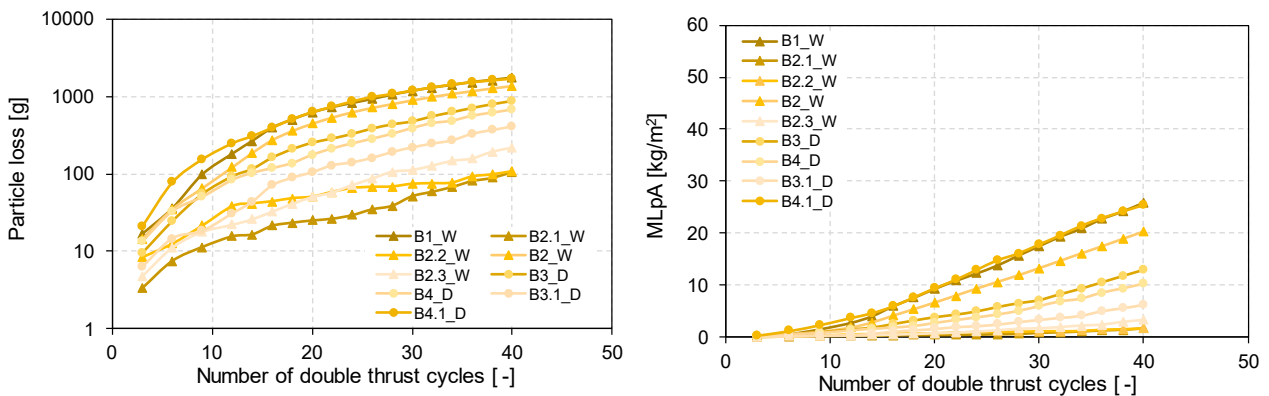 10000
1000
100
10
1
Particle loss [g]
0 10 20 30 40 50
Number of double thrust cycles [ -]
B1_W B2.1_W
B2.2_W B2_W
B2.3_W B3_D
B4_D B3.1_D
B4.1_D
60
50
40
30
20
10
0
MLpA [kg/m²]
0 10 20 30 40 50
Number of double thrust cycles [ -]
B1_W
B2.1_W
B2.2_W
B2_W
B2.3_W
B3_D
B4_D
B3.1_D
B4.1_D